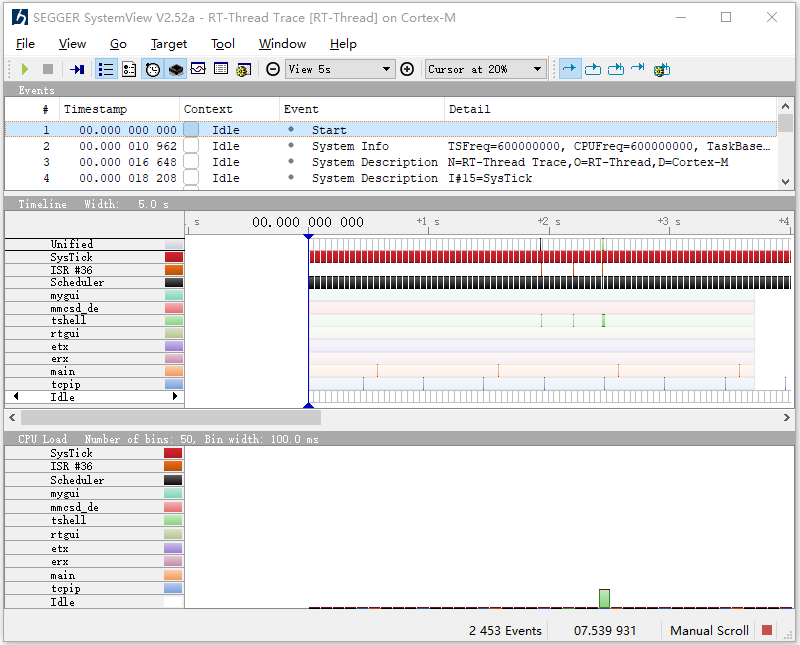 SEGGER SystemView V2.52a - RT-Thread Trace [RT-Thread] on Cortex-M
File View Go Target Tool Window Help
View 5s Cursor at 20%
Events
# Timestamp Context Event Detail
1 00.000 000 000 Idle Start
2 00.000 010 962 Idle System Info TSFreq=600000000, CPUFreq=600000000, TaskBase…
3 00.000 016 648 Idle System Description N=RT-Thread Trace,O=RT-Thread,D=Cortex-M
4 00.000 018 208 Idle System Description I#15=SysTick
Timeline Width: 5.0 s
s 00.000 000 000 +1 s +2 s +3 s +4
Unified
SysTick
ISR #36
Scheduler
mygui
mmcsd_de
tshell
rtgui
etx
erx
main
tcpip
Idle
CPU Load Number of bins: 50, Bin width: 100.0 ms
SysTick
ISR #36
Scheduler
mygui
mmcsd_de
tshell
rtgui
etx
erx
main
tcpip
Idle
2 453 Events 07.539 931 Manual Scroll